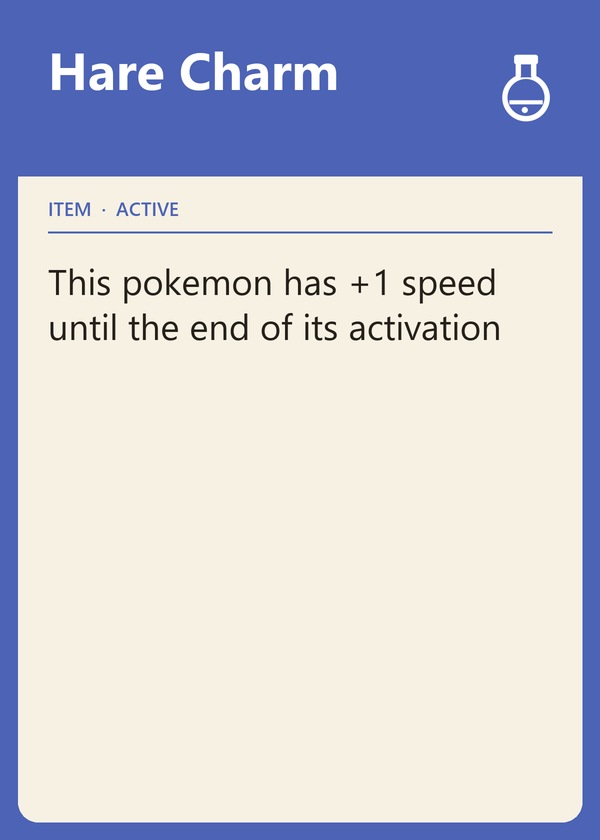 Hare Charm
ITEM · ACTIVE
This pokemon has +1 speed
until the end of its activation